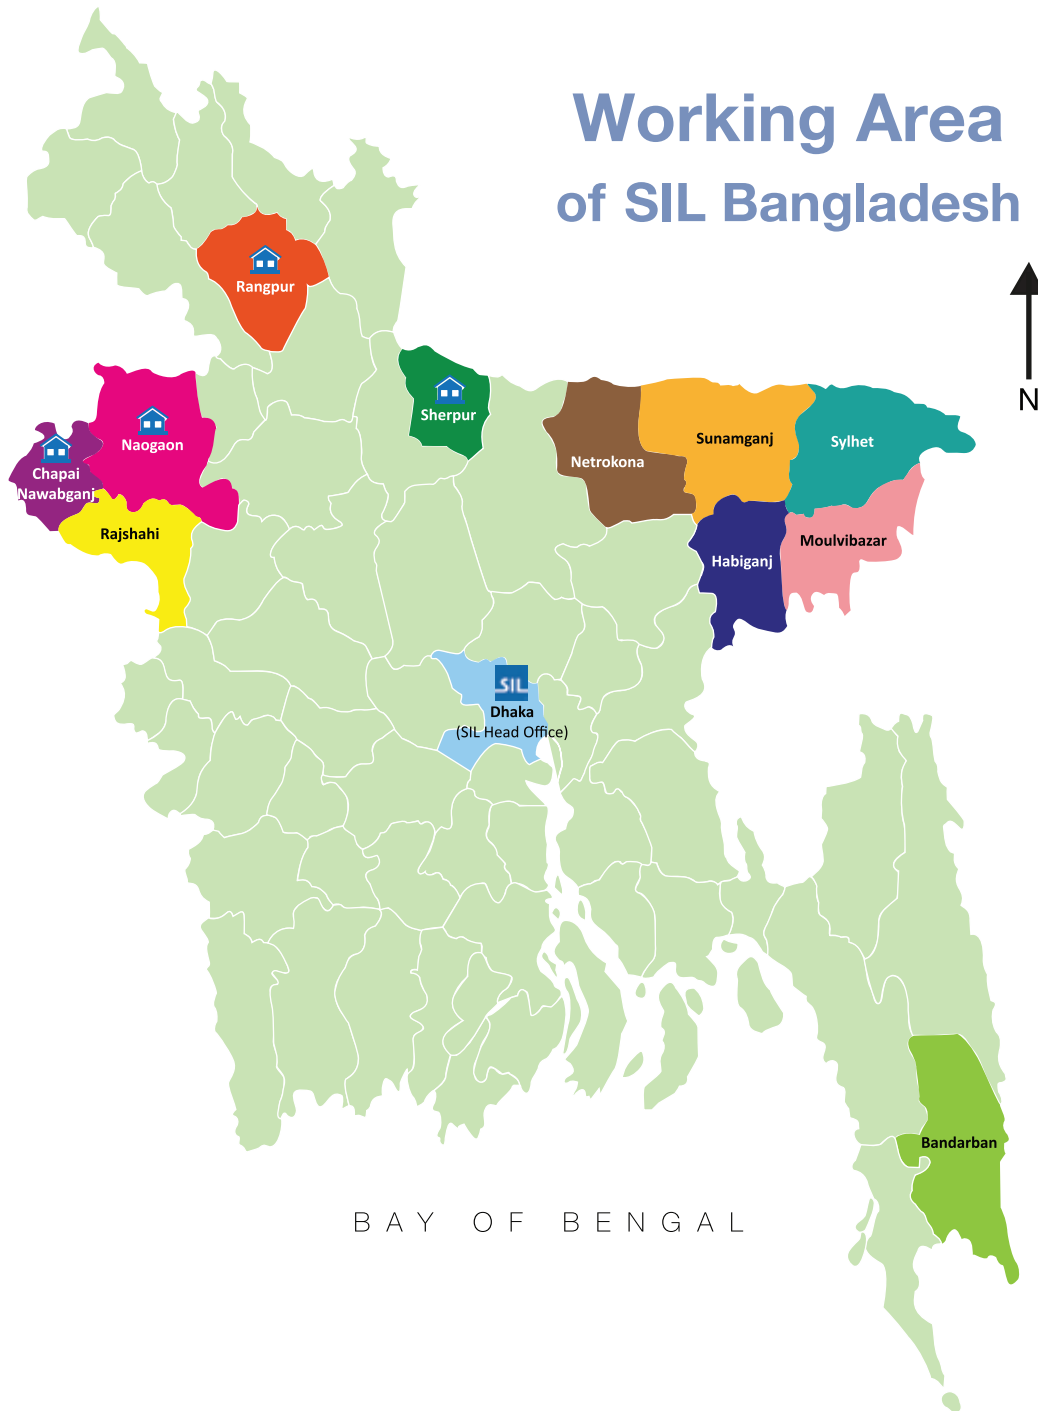 Working Area
of SIL Bangladesh
N
Rangpur
Sherpur
Naogaon
Chapai
Nawabganj
Rajshahi
Netrokona
Sunamganj
Sylhet
Habiganj
Moulvibazar
SIL
Dhaka
(SIL Head Office)
Bandarban
BAY OF BENGAL